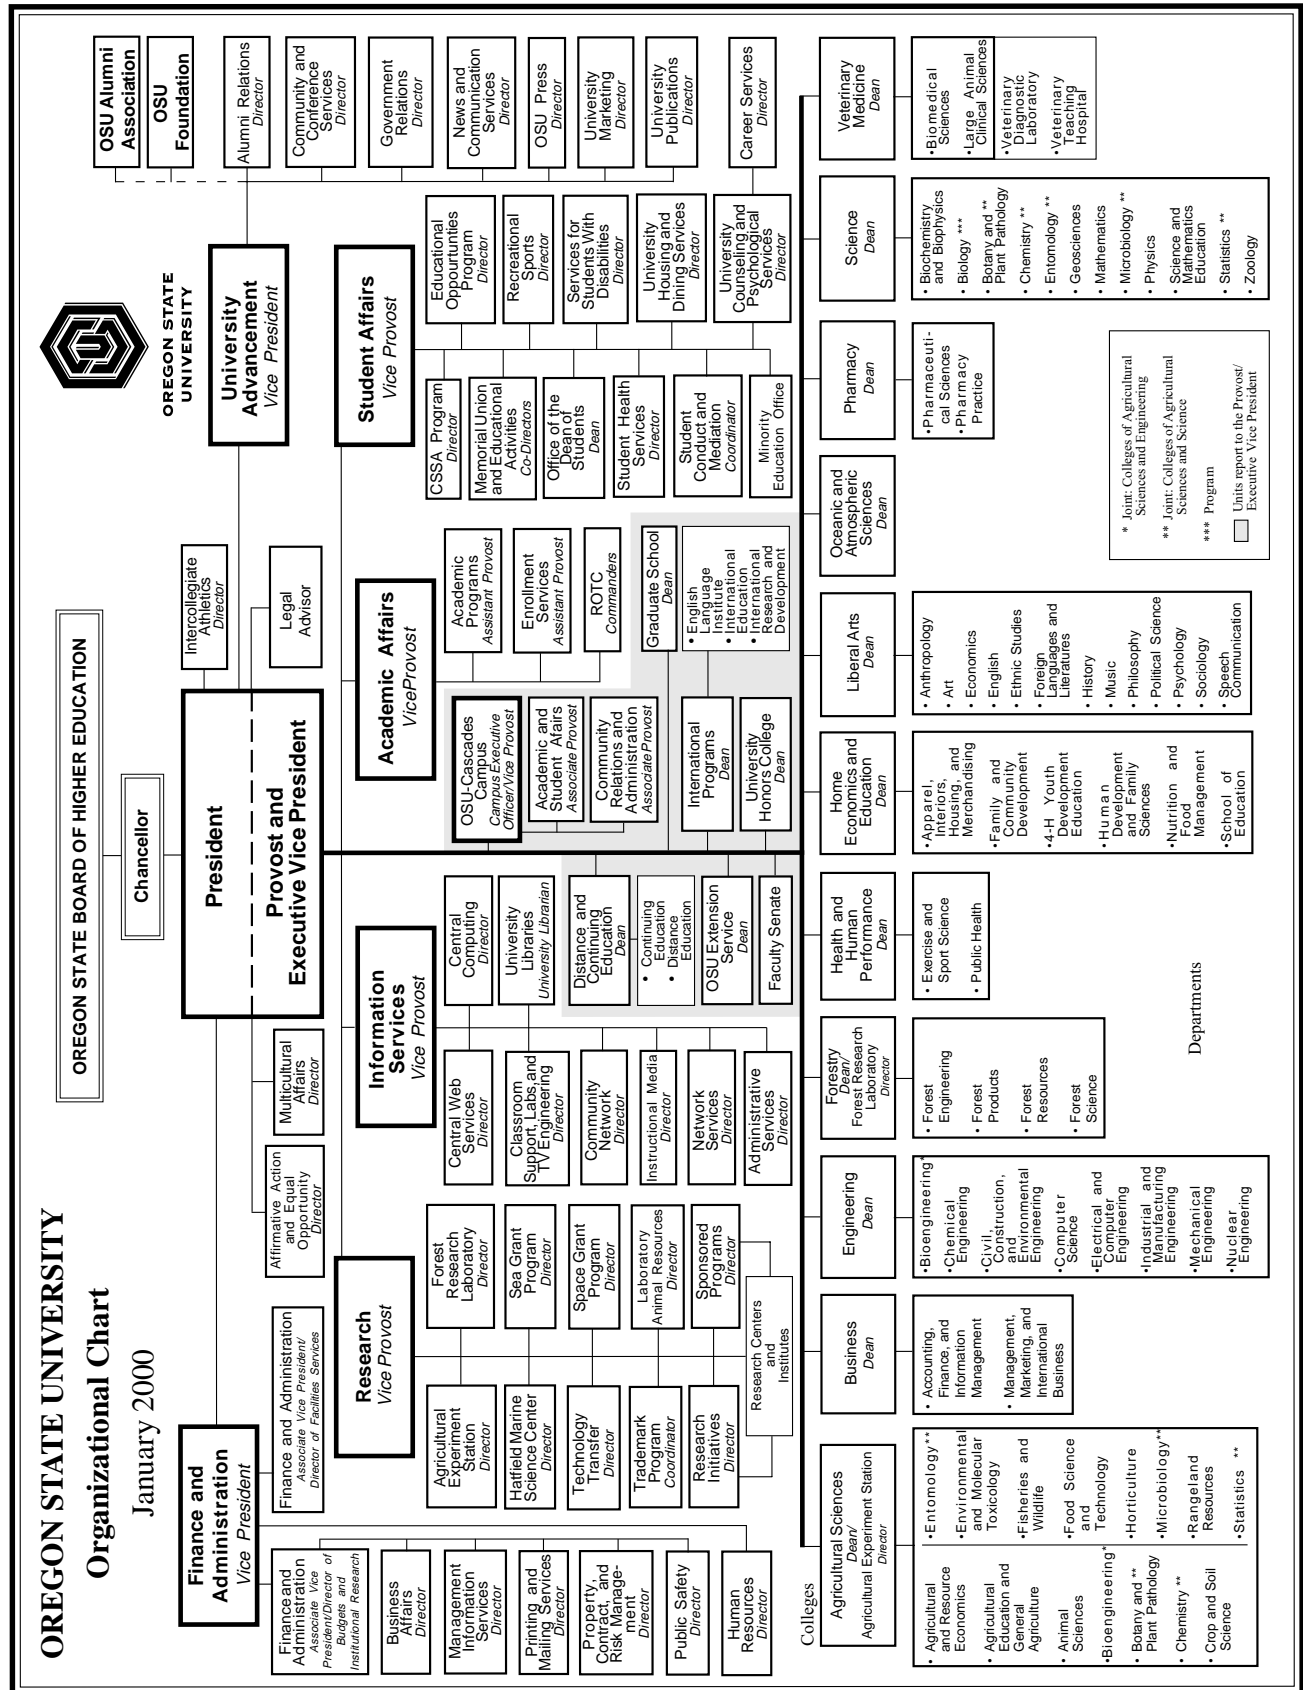 OREGON STATE UNIVERSITY
Organizational Chart
January 2000
OREGON STATE BOARD OF HIGHER EDUCATION
Chancellor
President
Provost and
Executive Vice President
OREGON STATE
UNIVERSITY
OSU Alumni
Association
OSU
Foundation
Intercollegiate
Athletics
Director
Legal
Advisor
Multicultural
Affairs
Director
Affirmative Action
and Equal
Opportunity
Director
Finance and
Administration
Vice President
Finance and Administration
Associate Vice President/
Director of Facilities Services
Finance and
Administration
Associate Vice
President/Director of
Budgets and
Institutional Research
Business
Affairs
Director
Management
Information
Services
Director
Printing and
Mailing Services
Director
Property,
Contract, and
Risk Manage-
ment
Director
Public Safety
Director
Human
Resources
Director
Research
Vice Provost
Agricultural
Experiment
Station
Director
Forest
Research
Laboratory
Director
Hatfield Marine
Science Center
Director
Sea Grant
Program
Director
Technology
Transfer
Director
Space Grant
Program
Director
Trademark
Program
Coordinator
Laboratory
Animal Resources
Director
Research
Initiatives
Director
Sponsored
Programs
Director
Research Centers
and
Institutes
Information
Services
Vice Provost
Central Web
Services
Director
Central
Computing
Director
Classroom
Support, Labs, and
TV Engineering
Director
University
Libraries
University Librarian
Community
Network
Director
Instructional Media
Director
Network
Services
Director
Administrative
Services
Director
Distance and
Continuing
Education
Dean
• Continuing
Education
• Distance
Education
OSU Extension
Service
Dean
Faculty Senate
Academic Affairs
ViceProvost
OSU-Cascades
Campus
Campus Executive
Officer/Vice Provost
Academic and
Student Afairs
Associate Provost
Community
Relations and
Administration
Associate Provost
Academic
Programs
Assistant Provost
Enrollment
Services
Assistant Provost
ROTC
Commanders
Graduate School
Dean
International
Programs
Dean
• English
Language
Institute
• International
Education
• International
Research and
Development
University
Honors College
Dean
Student Affairs
Vice Provost
CSSA Program
Director
Educational
Oppourtunties
Program
Director
Memorial Union
and Educational
Activities
Co-Directors
Recreational
Sports
Director
Office of the
Dean of
Students
Dean
Services for
Students With
Disabilities
Director
Student Health
Services
Director
University
Housing and
Dining Services
Director
Student
Conduct and
Mediation
Coordinator
University
Counseling and
Psychological
Services
Director
Minority
Education Office
Career Services
Director
University
Advancement
Vice President
Alumni Relations
Director
Community and
Conference
Services
Director
Government
Relations
Director
News and
Communication
Services
Director
OSU Press
Director
University
Marketing
Director
University
Publications
Director
Colleges
Agricultural Sciences
Dean/
Agricultural Experiment Station
Director
• Agricultural
and Resource
Economics
• Agricultural
Education and
General
Agriculture
• Animal
Sciences
•Bioengineering*
• Botany and **
Plant Pathology
• Chemistry **
• Crop and Soil
Science
•Entomology**
•Environmental
and Molecular
Toxicology
•Fisheries and
Wildlife
•Food Science
and
Technology
•Horticulture
•Microbiology**
•Rangeland
Resources
•Statistics **
Business
Dean
• Accounting,
Finance, and
Information
Management
• Management,
Marketing, and
International
Business
Engineering
Dean
•Bioengineering*
•Chemical
Engineering
•Civil,
Construction,
and
Environmental
Engineering
•Computer
Science
•Electrical and
Computer
Engineering
•Industrial and
Manufacturing
Engineering
•Mechanical
Engineering
•Nuclear
Engineering
Forestry
Dean/
Forest Research
Laboratory
Director
• Forest
Engineering
• Forest
Products
• Forest
Resources
• Forest
Science
Health and
Human
Performance
Dean
• Exercise and
Sport Science
• Public Health
Home
Economics and
Education
Dean
•Apparel,
Interiors,
Housing, and
Merchandising
•Family and
Community
Development
•4-H Youth
Development
Education
•Human
Development
and Family
Sciences
•Nutrition and
Food
Management
•School of
Education
Liberal Arts
Dean
• Anthropology
• Art
• Economics
• English
• Ethnic Studies
• Foreign
Languages and
Literatures
• History
• Music
• Philosophy
• Political Science
• Psychology
• Sociology
• Speech
Communication
Oceanic and
Atmospheric
Sciences
Dean
Pharmacy
Dean
•Pharmaceuti-
cal Sciences
•Pharmacy
Practice
Science
Dean
• Biochemistry
and Biophysics
• Biology ***
• Botany and **
Plant Pathology
• Chemistry **
• Entomology **
• Geosciences
• Mathematics
• Microbiology **
• Physics
• Science and
Mathematics
Education
• Statistics **
• Zoology
Veterinary
Medicine
Dean
•Biomedical
Sciences
•Large Animal
Clinical Sciences
•Veterinary
Diagnostic
Laboratory
•Veterinary
Teaching
Hospital
Departments
* Joint: Colleges of Agricultural
Sciences and Engineering
** Joint: Colleges of Agricultural
Sciences and Science
*** Program
Units report to the Provost/
Executive Vice President